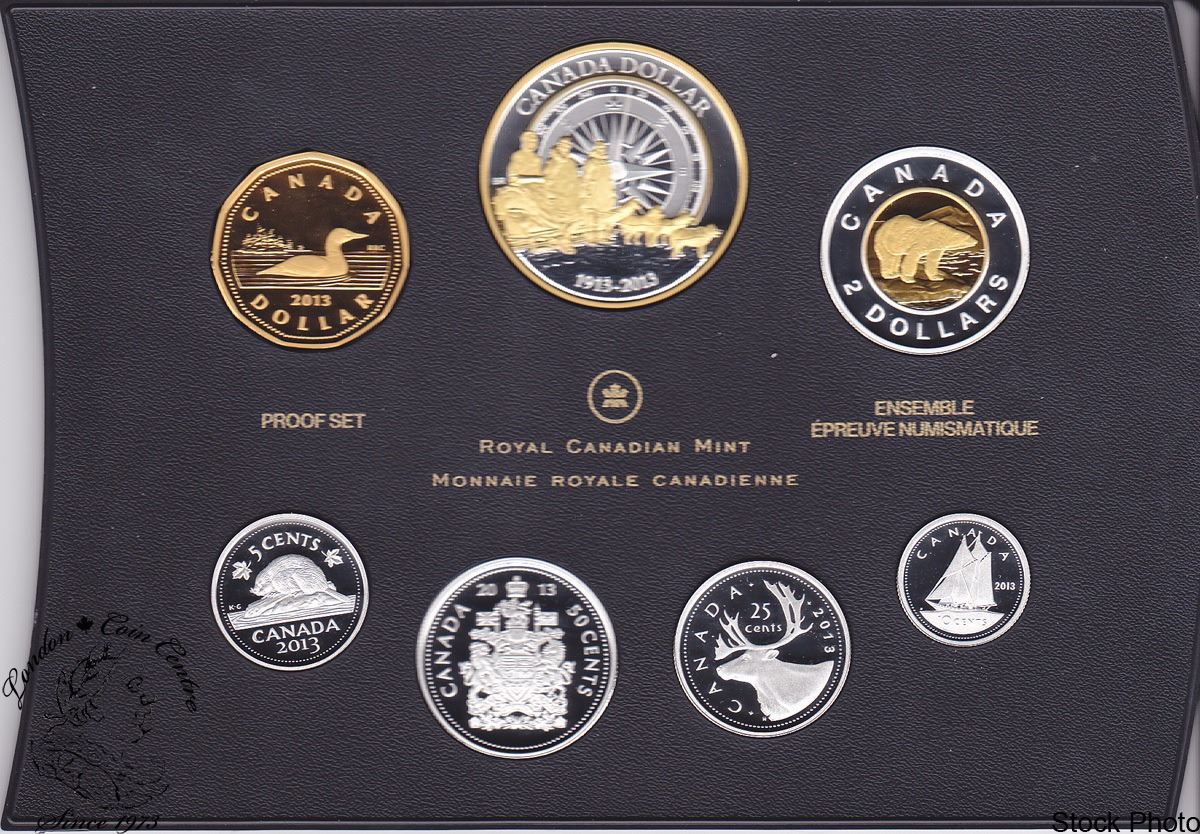 CANADA DOLLAR
1913-2013
CANADA
2013
DOLLAR
CANADA
2 DOLLARS
PROOF SET
ROYAL CANADIAN MINT
MONNAIE ROYALE CANADIENNE
ENSEMBLE
ÉPREUVE NUMISMATIQUE
5 CENTS
K·G
CANADA
2013
CANADA
2013
50 CENTS
CANADA
25
cents
2013
CANADA
2013
10 CENTS
London Coin Centre
Since 1973
Stock Photo